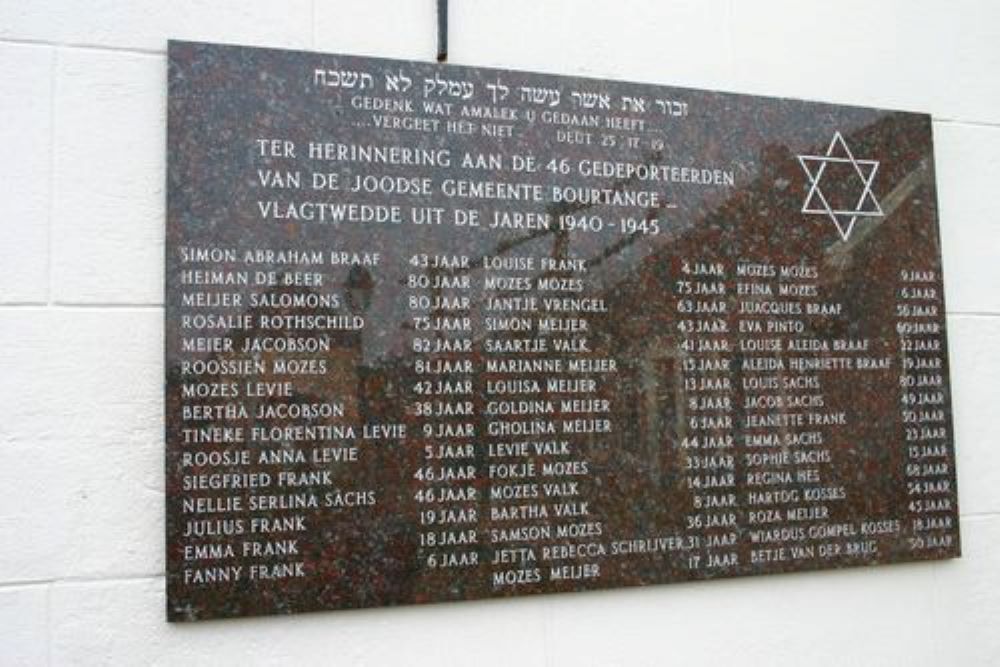 זכור את אשר עשה לך עמלק לא תשכח
GEDENK WAT AMALEK U GEDAAN HEEFT....
....VERGEET HET NIET_ DEUT 25 17 19
TER HERINNERING AAN DE 46 GEDEPORTEERDEN
VAN DE JOODSE GEMEENTE BOURTANGE _
VLAGTWEDDE UIT DE JAREN 1940-1945
SIMON ABRAHAM BRAAF 43 JAAR LOUISE FRANK 4 JAAR MOZES MOZES 9 JAAR
HEIMAN DE BEER 80 JAAR MOZES MOZES 75 JAAR EFINA MOZES 6 JAAR
MEIJER SALOMONS 80 JAAR JANTJE VRENGEL 63 JAAR JUACQUES BRAAF 56 JAAR
ROSALIE ROTHSCHILD 75 JAAR SIMON MEIJER 43 JAAR EVA PINTO 60 JAAR
MEIER JACOBSON 82 JAAR SAARTJE VALK 41 JAAR LOUISE ALEIDA BRAAF 22 JAAR
ROOSSIEN MOZES 81 JAAR MARIANNE MEIJER 15 JAAR ALEIDA HENRIETTE BRAAF 19 JAAR
MOZES LEVIE 42 JAAR LOUISA MEIJER 13 JAAR LOUIS SACHS 80 JAAR
BERTHA JACOBSON 38 JAAR GOLDINA MEIJER 8 JAAR JACOB SACHS 49 JAAR
TINEKE FLORENTINA LEVIE 9 JAAR GHOLINA MEIJER 6 JAAR JEANETTE FRANK 50 JAAR
ROOSJE ANNA LEVIE 5 JAAR LEVIE VALK 44 JAAR EMMA SACHS 23 JAAR
SIEGFRIED FRANK 46 JAAR FOKJE MOZES 33 JAAR SOPHIE SACHS 15 JAAR
NELLIE SERLINA SACHS 46 JAAR MOZES VALK 14 JAAR REGINA HES 68 JAAR
JULIUS FRANK 19 JAAR BARTHA VALK 8 JAAR HARTOG KOSSES 54 JAAR
EMMA FRANK 18 JAAR SAMSON MOZES 36 JAAR ROZA MEIJER 45 JAAR
FANNY FRANK 6 JAAR JETTA REBECCA SCHRIJVER 31 JAAR WIARDUS GOMPEL KOSSES 18 JAAR
MOZES MEIJER 17 JAAR BETJE VAN DER BRUG 50 JAAR